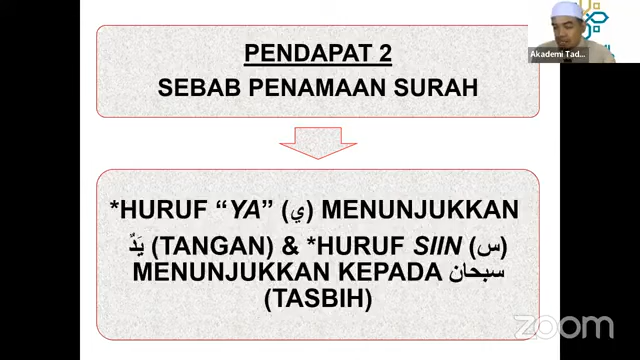 PENDAPAT 2
SEBAB PENAMAAN SURAH
*HURUF “YA” (ي) MENUNJUKKAN
يَدٌ (TANGAN) & *HURUF SIIN (س)
MENUNJUKKAN KEPADA سبحان
(TASBIH)
Akademi Tad...
zoom